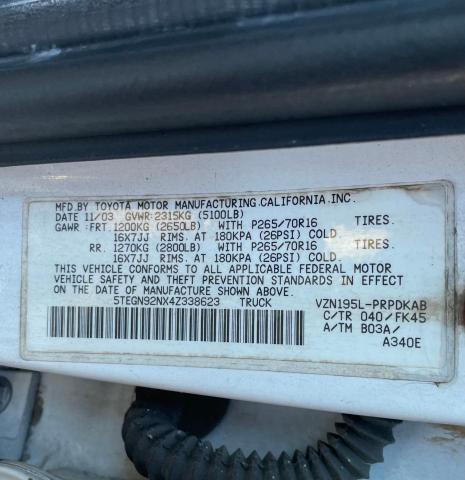 MFD.BY TOYOTA MOTOR MANUFACTURING.CALIFORNIA.INC.
DATE 11/03 GVWR:2315KG (5100LB)
GAWR:FRT.1200KG (2650LB) WITH P265/70R16 TIRES.
16X7JJ RIMS.AT 180KPA (26PSI) COLD.
RR. 1270KG (2800LB) WITH P265/70R16 TIRES.
16X7JJ RIMS.AT 180KPA (26PSI) COLD.
THIS VEHICLE CONFORMS TO ALL APPLICABLE FEDERAL MOTOR
VEHICLE SAFETY AND THEFT PREVENTION STANDARDS IN EFFECT
ON THE DATE OF MANUFACTURE SHOWN ABOVE.
5TEGN92NX4Z338623 TRUCK VZN195L-PRPDKAB
C/TR 040/FK45
A/TM B03A/
A340E